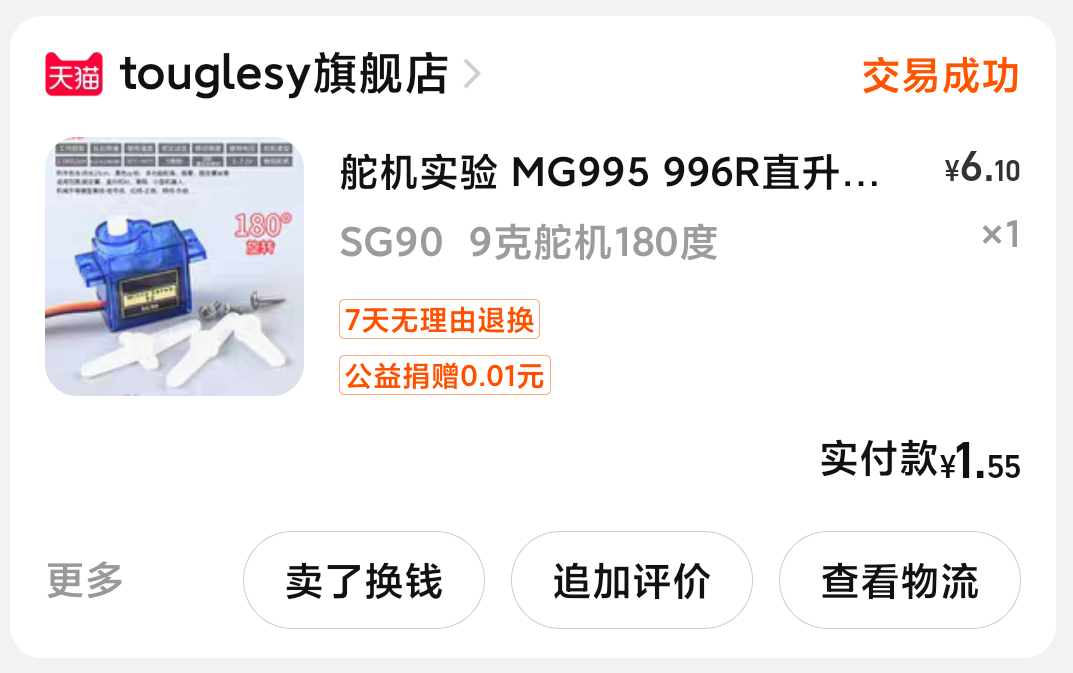 天猫 touglesy旗舰店 交易成功
180°
旋转
舵机实验 MG995 996R直升... ¥6.10
SG90 9克舵机180度 ×1
7天无理由退换
公益捐赠0.01元
实付款¥1.55
更多 卖了换钱 追加评价 查看物流